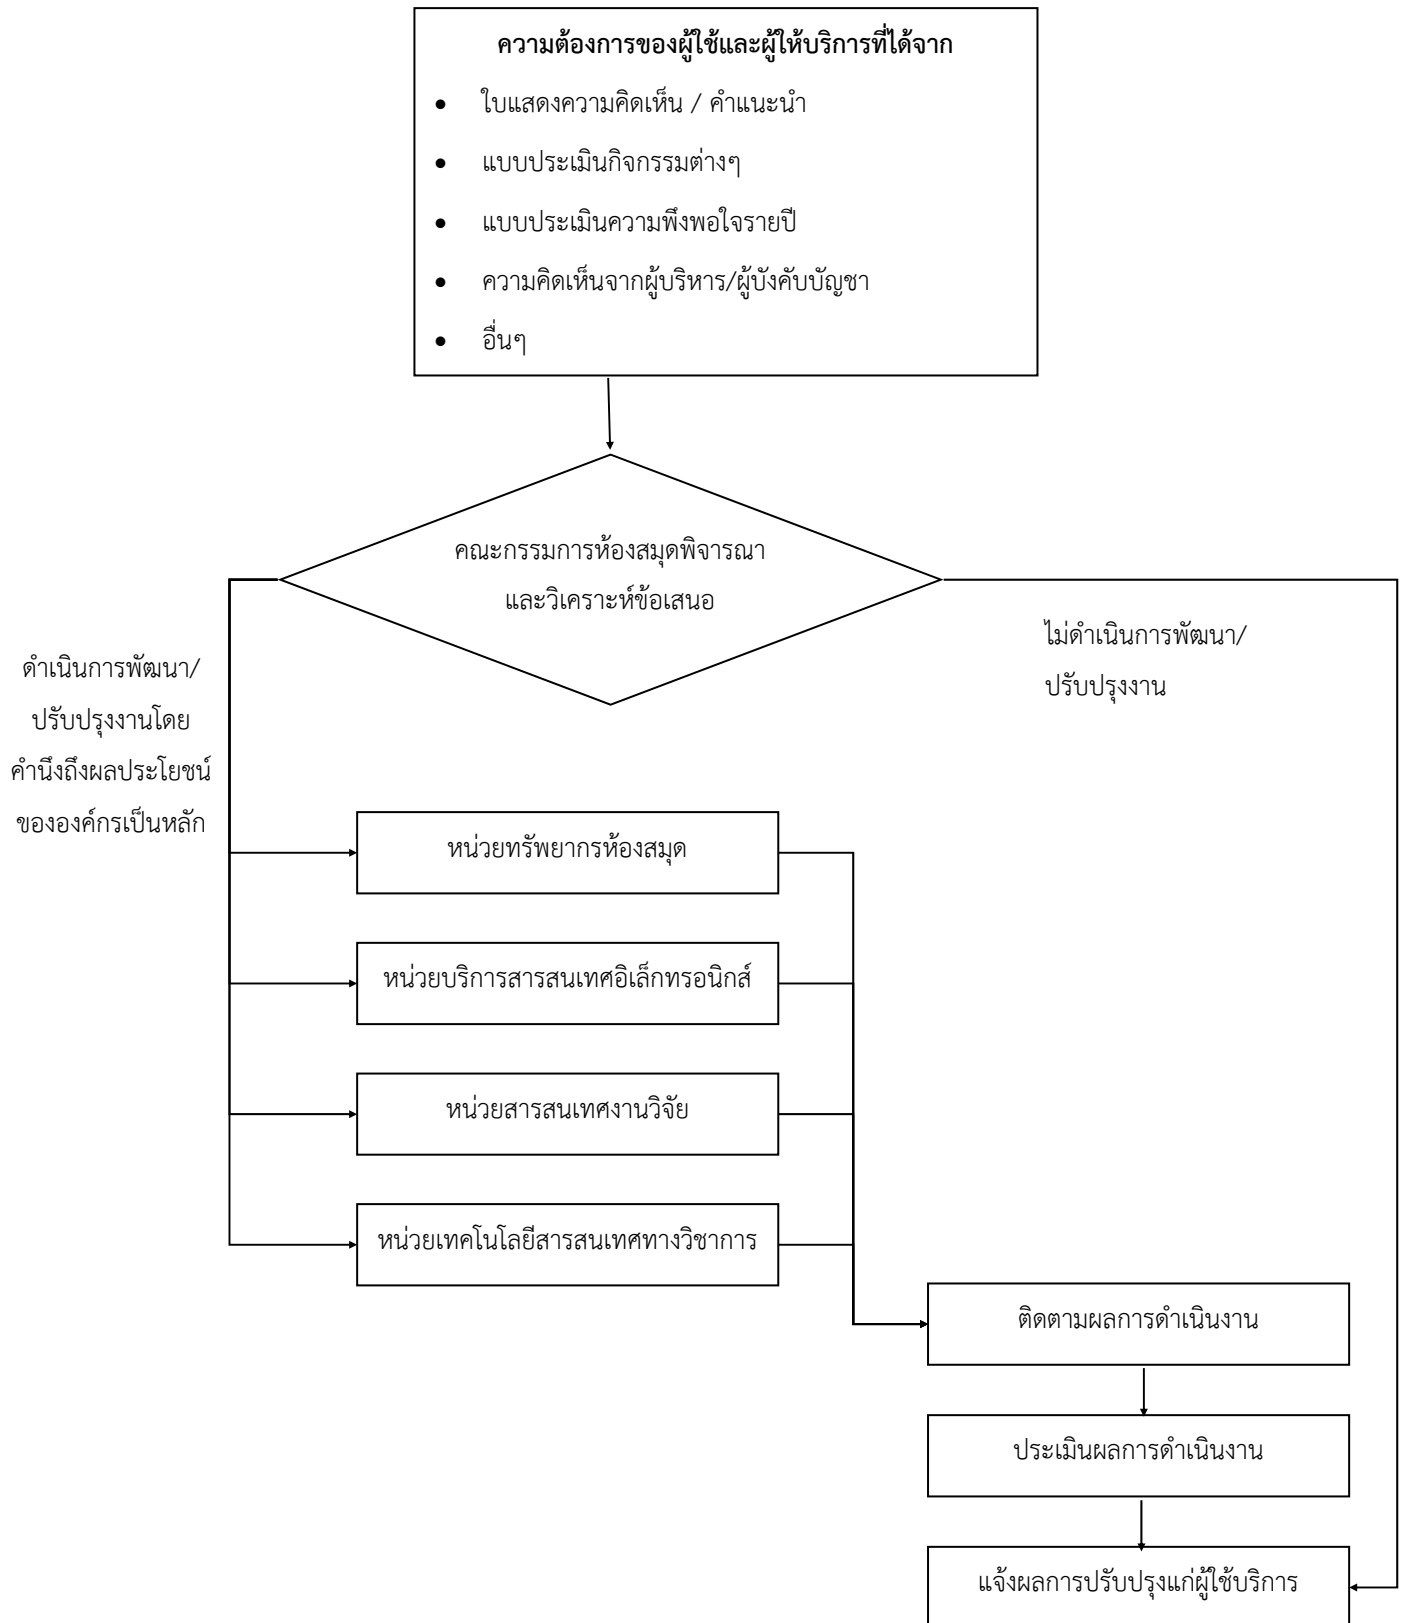 ความต้องการของผู้ใช้และผู้ให้บริการที่ได้จาก
• ใบแสดงความคิดเห็น / คำแนะนำ
• แบบประเมินกิจกรรมต่างๆ
• แบบประเมินความพึงพอใจรายปี
• ความคิดเห็นจากผู้บริหาร/ผู้บังคับบัญชา
• อื่นๆ
คณะกรรมการห้องสมุดพิจารณา
และวิเคราะห์ข้อเสนอ
ดำเนินการพัฒนา/
ปรับปรุงงานโดย
คำนึงถึงผลประโยชน์
ขององค์กรเป็นหลัก
ไม่ดำเนินการพัฒนา/
ปรับปรุงงาน
หน่วยทรัพยากรห้องสมุด
หน่วยบริการสารสนเทศอิเล็กทรอนิกส์
หน่วยสารสนเทศงานวิจัย
หน่วยเทคโนโลยีสารสนเทศทางวิชาการ
ติดตามผลการดำเนินงาน
ประเมินผลการดำเนินงาน
แจ้งผลการปรับปรุงแก่ผู้ใช้บริการ